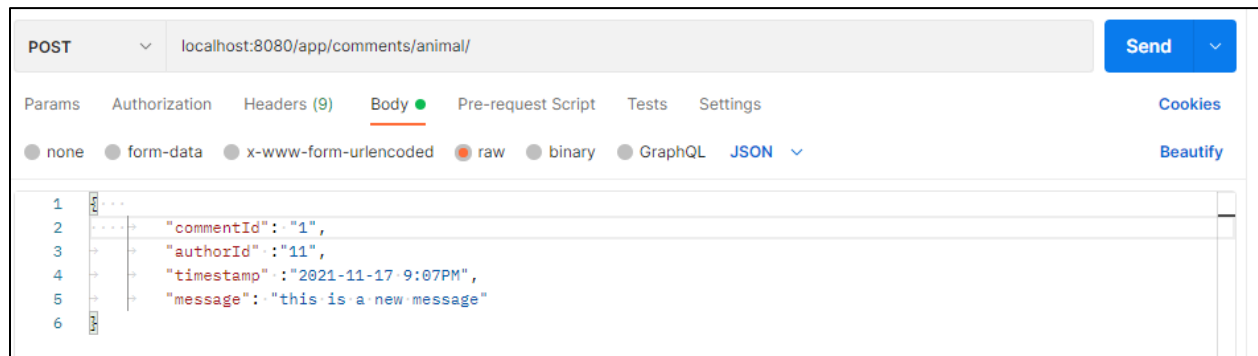 POST localhost:8080/app/comments/animal/ Send
Params Authorization Headers (9) Body Pre-request Script Tests Settings Cookies
none form-data x-www-form-urlencoded raw binary GraphQL JSON Beautify
1 {
2 "commentId": "1",
3 "authorId" :"11",
4 "timestamp" :"2021-11-17 9:07PM",
5 "message": "this is a new message"
6 }